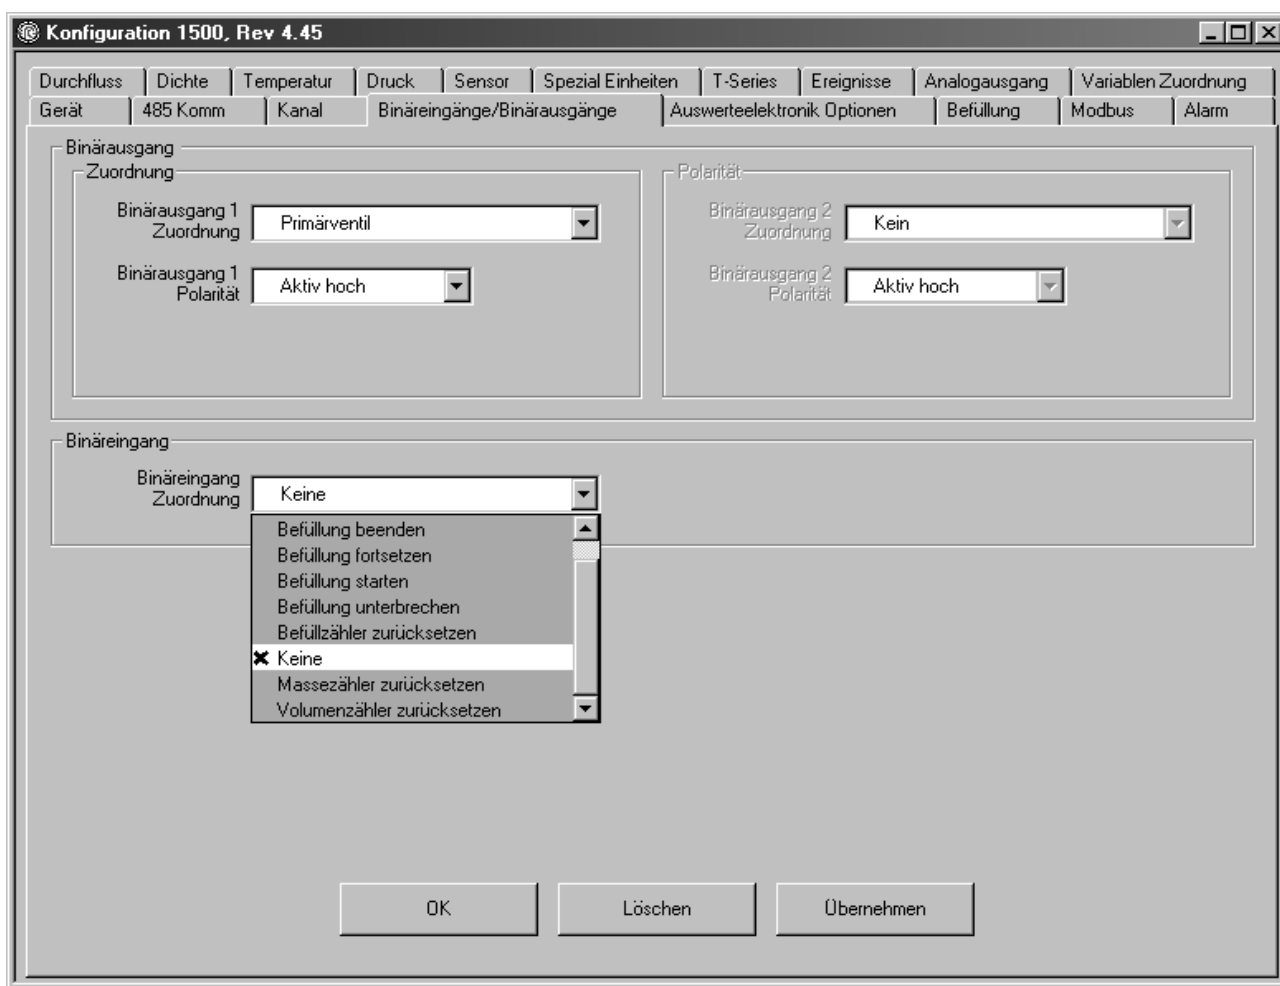 Konfiguration 1500, Rev 4.45
Durchfluss Dichte Temperatur Druck Sensor Spezial Einheiten T-Series Ereignisse Analogausgang Variablen Zuordnung
Gerät 485 Komm Kanal Binäreingänge/Binärausgänge Auswerteelektronik Optionen Befüllung Modbus Alarm
Binärausgang
Zuordnung
Binärausgang 1
Zuordnung
Primärventil
Binärausgang 1
Polarität
Aktiv hoch
Polarität
Binärausgang 2
Zuordnung
Kein
Binärausgang 2
Polarität
Aktiv hoch
Binäreingang
Binäreingang
Zuordnung
Keine
Befüllung beenden
Befüllung fortsetzen
Befüllung starten
Befüllung unterbrechen
Befüllzähler zurücksetzen
Keine
Massezähler zurücksetzen
Volumenzähler zurücksetzen
OK Löschen Übernehmen